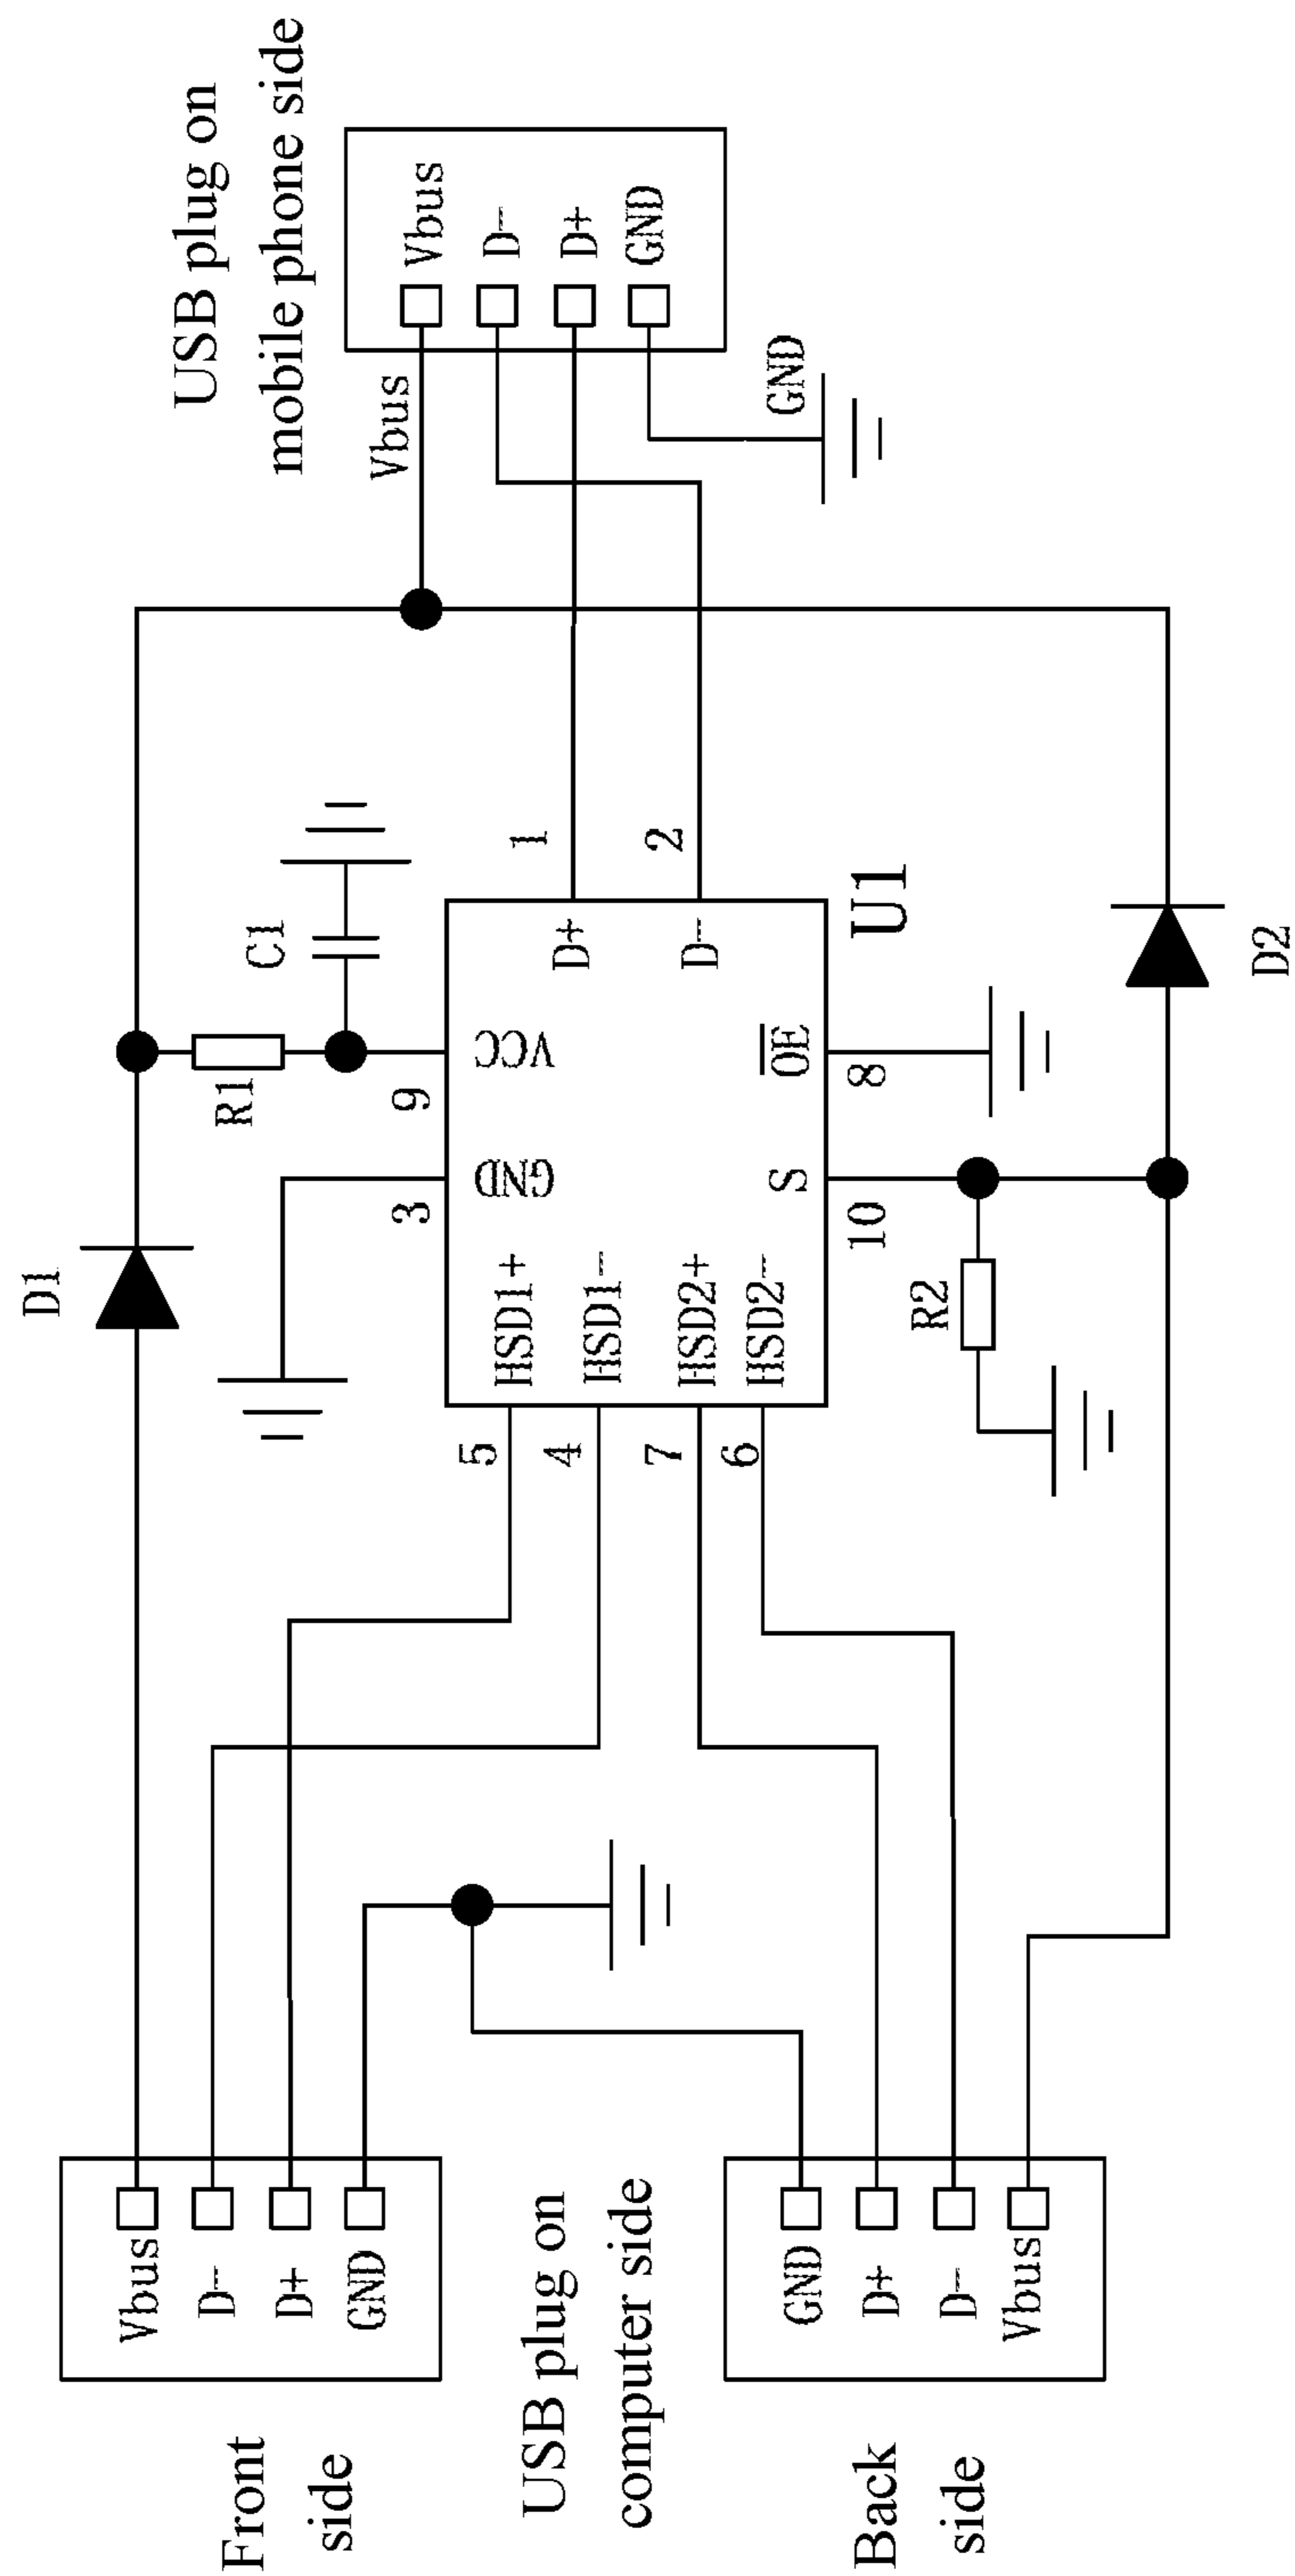 Front
side
Vbus
D-
D+
GND
USB plug on
computer side
Back
side
GND
D+
D-
Vbus
D1
R1
C1
3
9
GND
VCC
5
HSD1+
4
HSD1-
7
HSD2+
6
HSD2-
D+
1
D-
2
S
OE
10
8
U1
R2
D2
USB plug on
mobile phone side
Vbus
Vbus
D-
D+
GND
GND